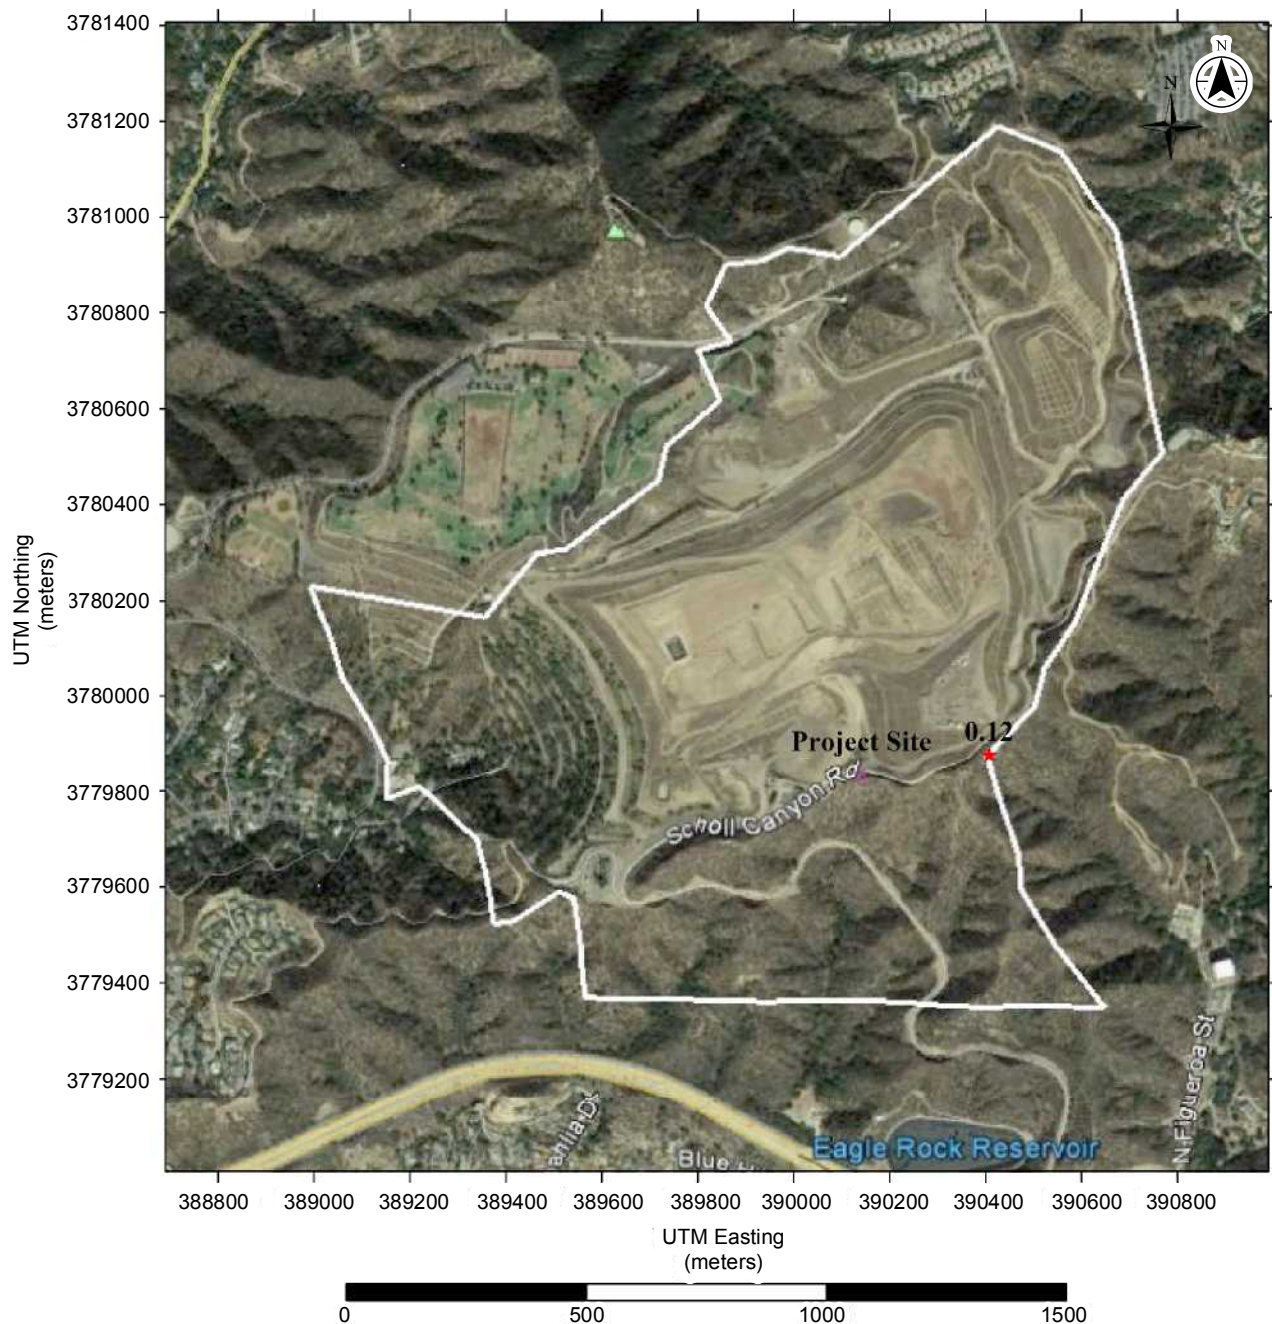 3781400
3781200
3781000
3780800
3780600
3780400
3780200
3780000
3779800
3779600
3779400
3779200
UTM Northing
(meters)
N
N
Project Site
0.12
Scholl Canyon Rd
N Figueroa St
Eagle Rock Reservoir
Blue
388800 389000 389200 389400 389600 389800 390000 390200 390400 390600 390800
UTM Easting
(meters)
0 500 1000 1500